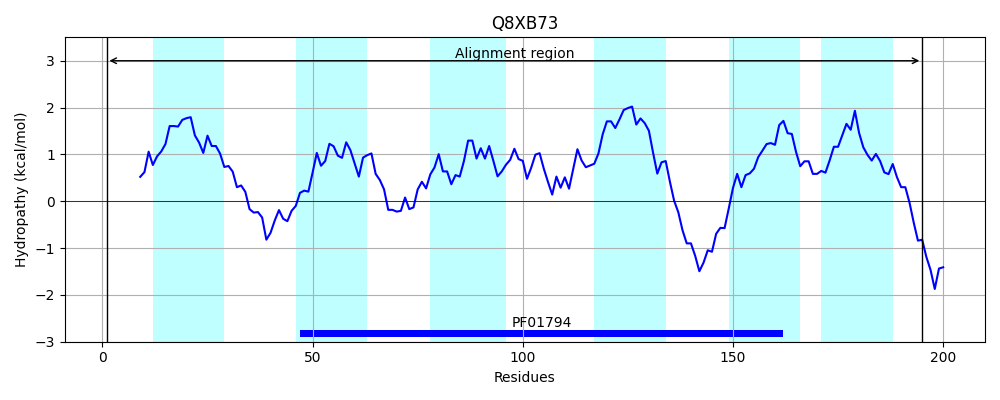 Q8XB73
Alignment region
3
2
1
0
−1
−2
−3
Hydropathy (kcal/mol)
PF01794
0
50
100
150
200
Residues